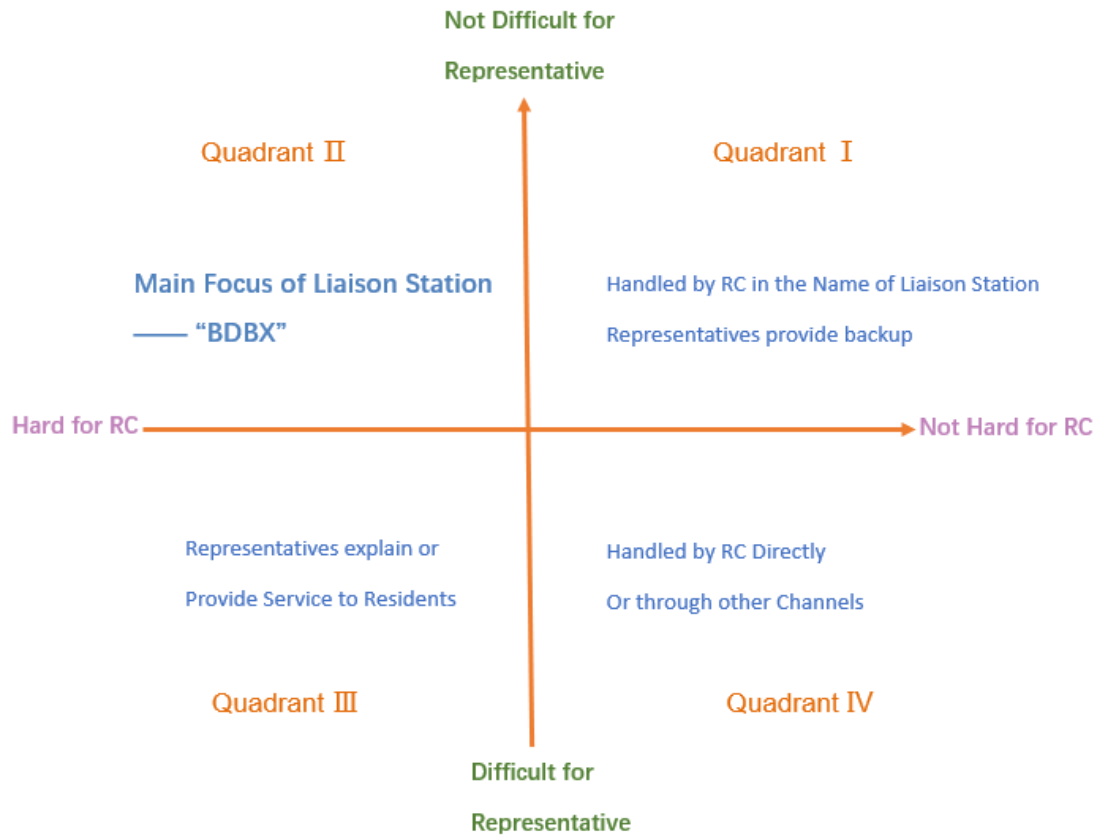 Not Difficult for
Representative
Quadrant Ⅱ
Quadrant Ⅰ
Main Focus of Liaison Station
—— “BDBX”
Handled by RC in the Name of Liaison Station
Representatives provide backup
Hard for RC
Not Hard for RC
Representatives explain or
Provide Service to Residents
Handled by RC Directly
Or through other Channels
Quadrant Ⅲ
Quadrant Ⅳ
Difficult for
Representative